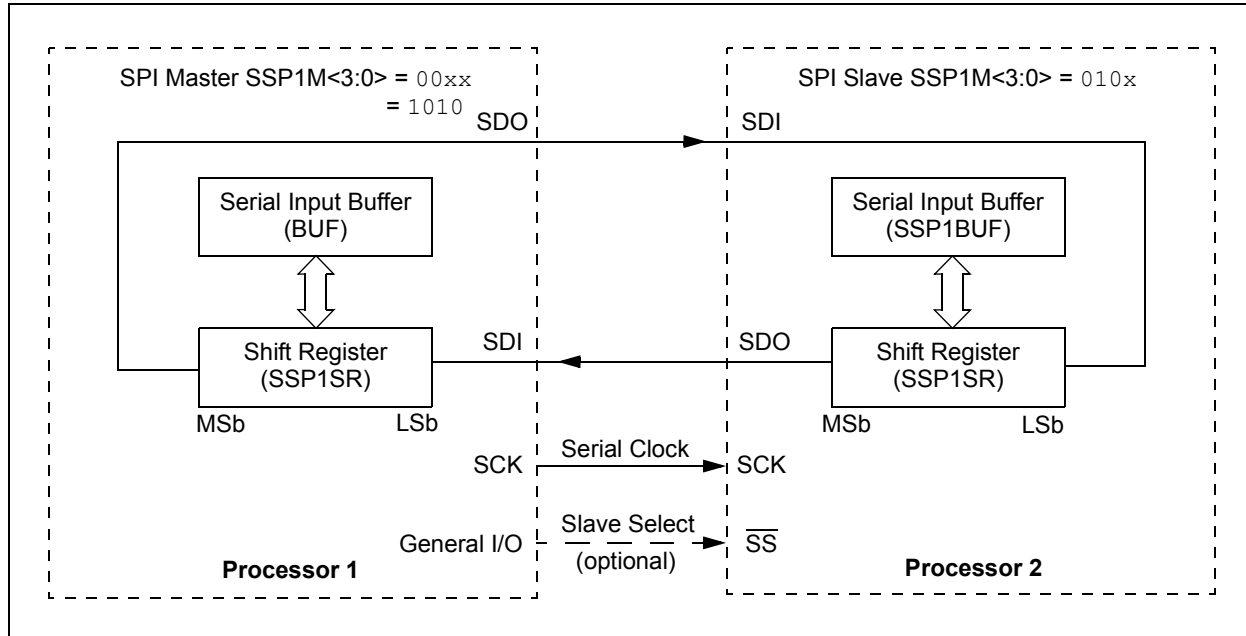 SPI Master SSP1M<3:0> = 00xx
= 1010
SDO
Serial Input Buffer
(BUF)
Shift Register
(SSP1SR)
MSb
LSb
SDI
SCK
General I/O
Processor 1
Serial Clock
Slave Select
(optional)
SPI Slave SSP1M<3:0> = 010x
SDI
Serial Input Buffer
(SSP1BUF)
SDO
Shift Register
(SSP1SR)
MSb
LSb
SCK
SS
Processor 2